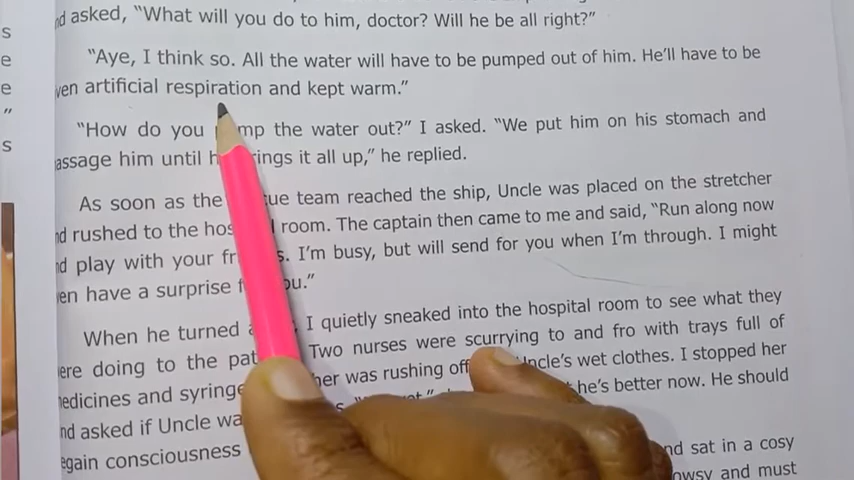 s
e
e
"
s
nd asked, “What will you do to him, doctor? Will he be all right?”
“Aye, I think so. All the water will have to be pumped out of him. He’ll have to be
ven artificial respiration and kept warm.”
“How do you mp the water out?” I asked. “We put him on his stomach and
assage him until h rings it all up,” he replied.
As soon as the cue team reached the ship, Uncle was placed on the stretcher
nd rushed to the hos l room. The captain then came to me and said, “Run along now
nd play with your fr s. I’m busy, but will send for you when I’m through. I might
en have a surprise f ou.”
When he turned a I quietly sneaked into the hospital room to see what they
ere doing to the pat Two nurses were scurrying to and fro with trays full of
edicines and syringe her was rushing off Uncle’s wet clothes. I stopped her
nd asked if Uncle wa he’s better now. He should
egain consciousness nd sat in a cosy
owsy and must